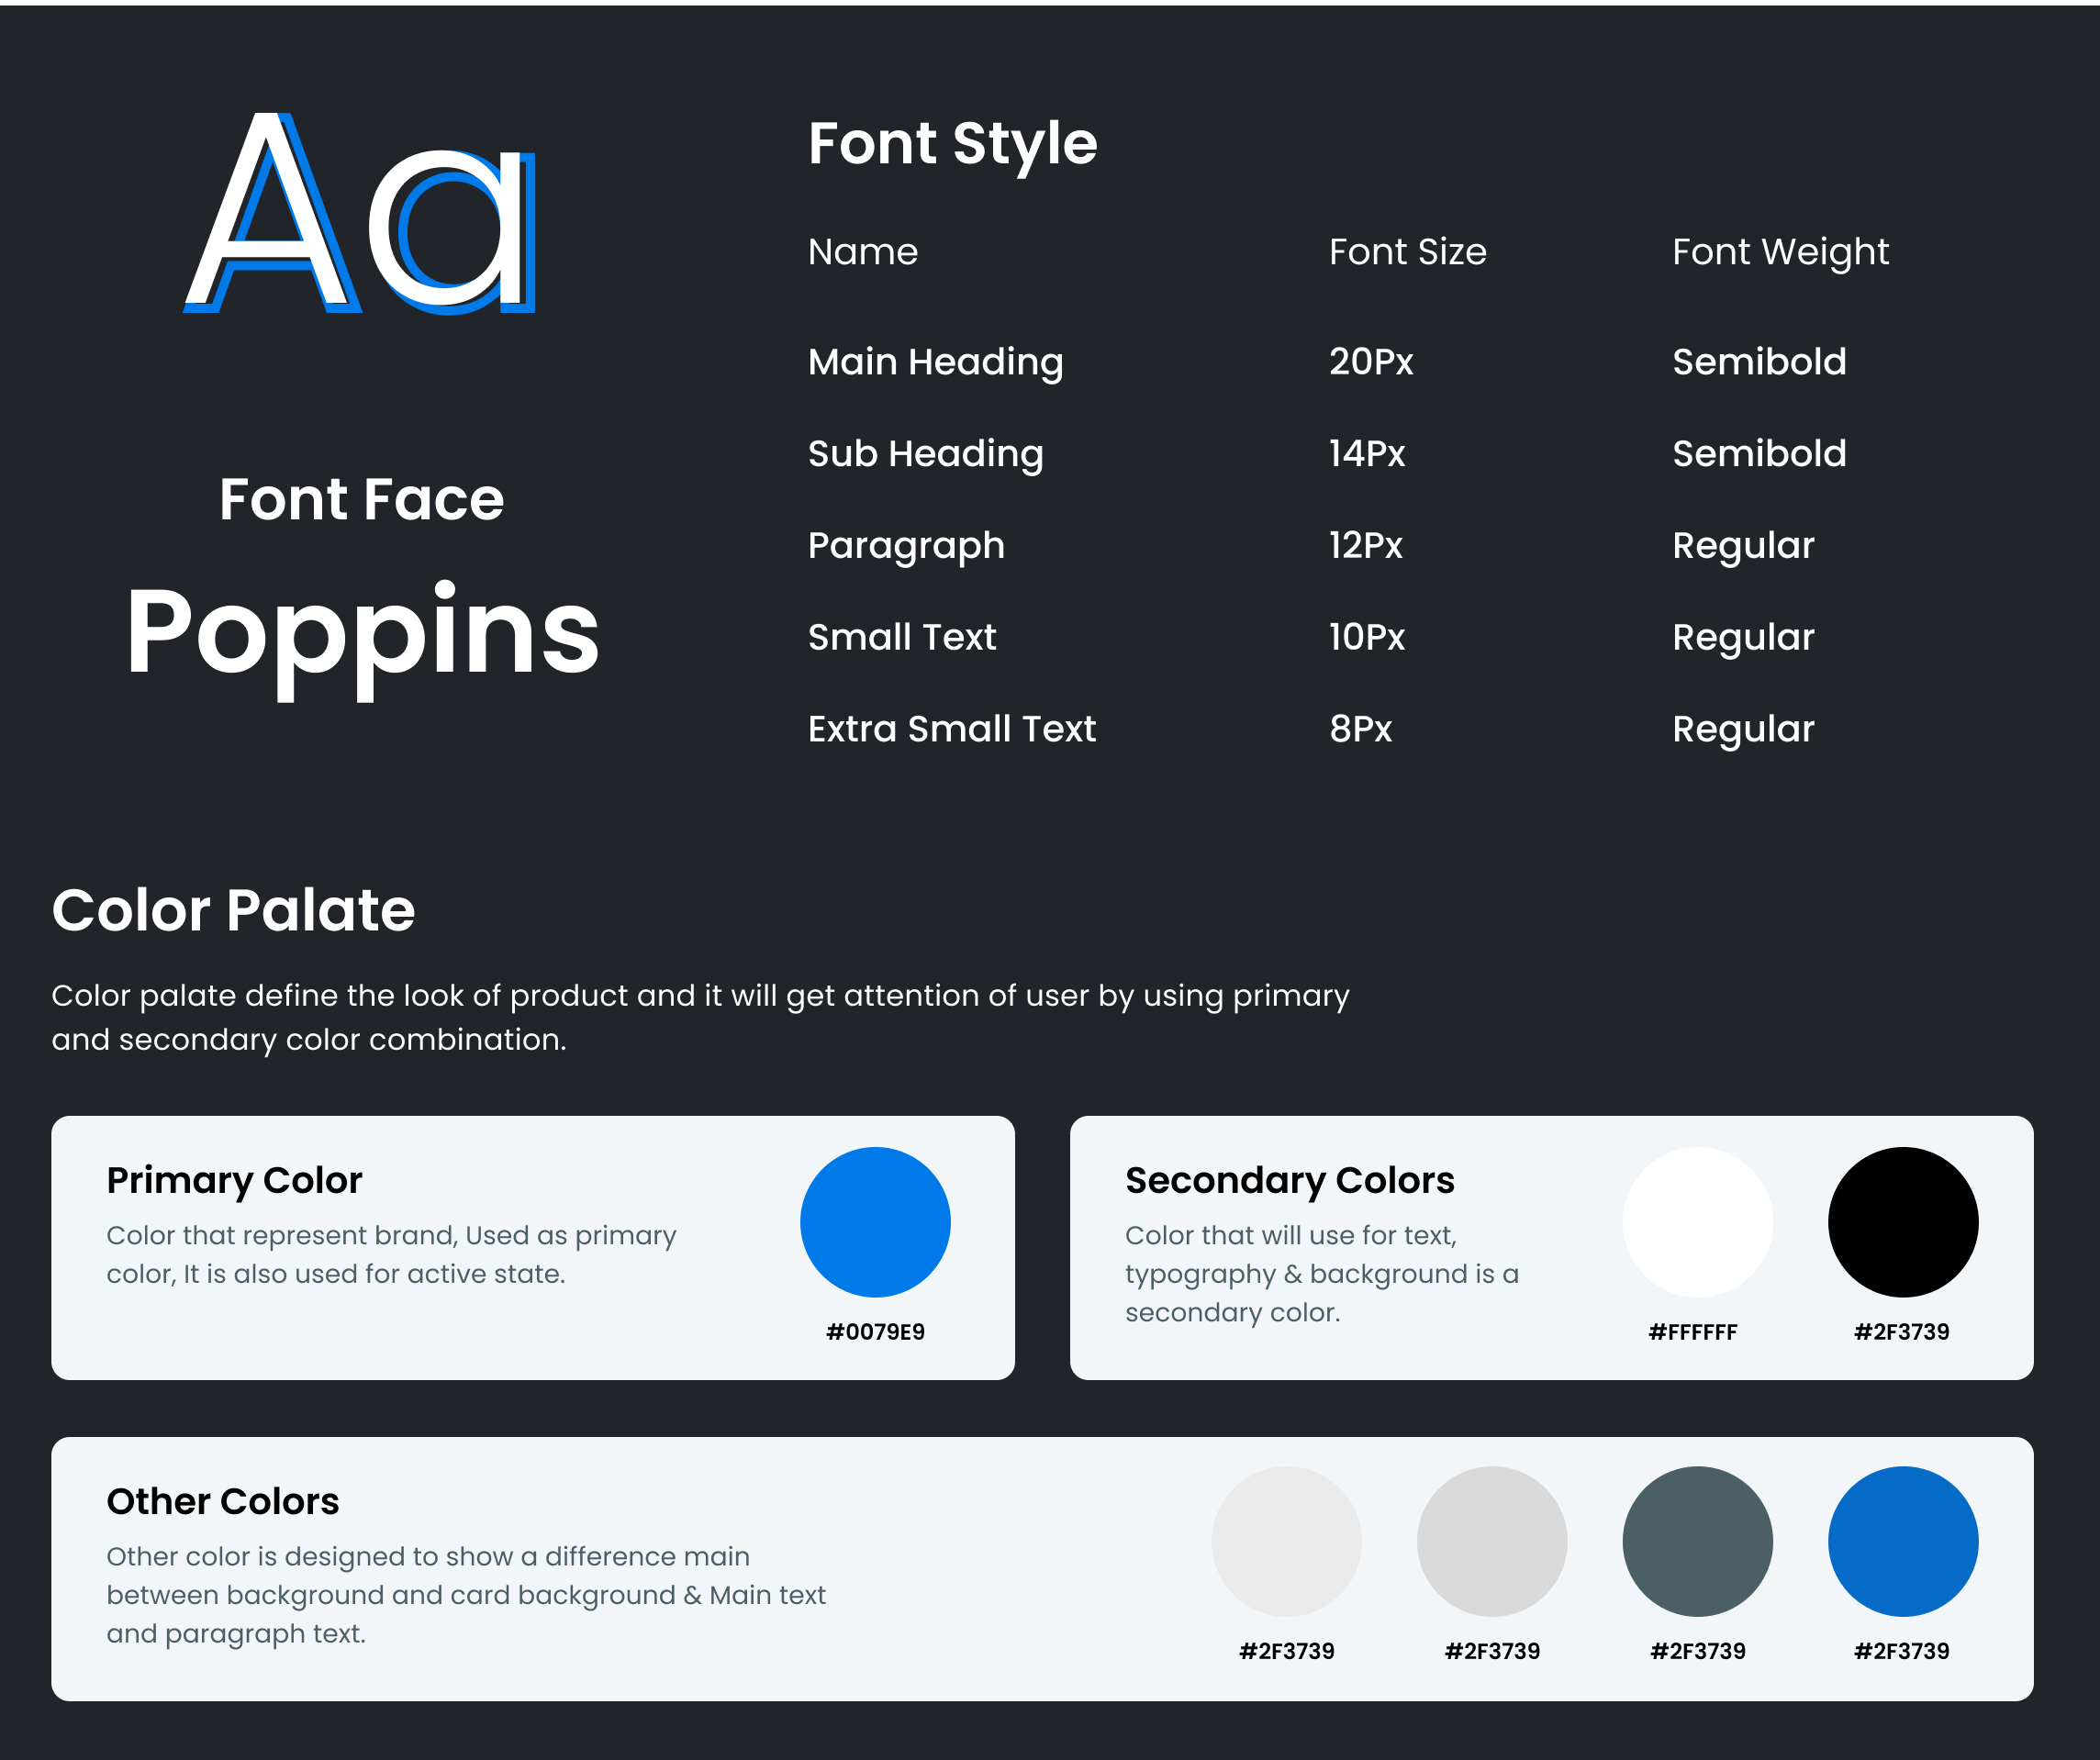 Aa
Font Face
Poppins
Font Style
Name Font Size Font Weight
Main Heading 20Px Semibold
Sub Heading 14Px Semibold
Paragraph 12Px Regular
Small Text 10Px Regular
Extra Small Text 8Px Regular
Color Palate
Color palate define the look of product and it will get attention of user by using primary
and secondary color combination.
Primary Color
Color that represent brand, Used as primary
color, It is also used for active state.
#0079E9
Secondary Colors
Color that will use for text,
typography & background is a
secondary color.
#FFFFFF #2F3739
Other Colors
Other color is designed to show a difference main
between background and card background & Main text
and paragraph text.
#2F3739 #2F3739 #2F3739 #2F3739